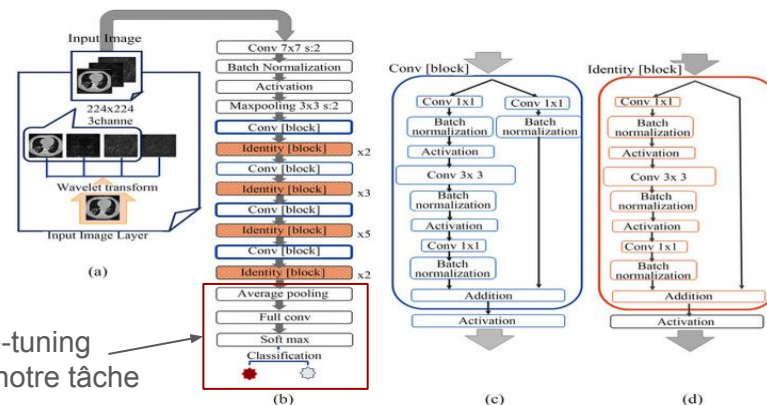 Input Image
224x224
3channe
Wavelet transform
Input Image Layer
(a)
Conv 7x7 s:2
Batch Normalization
Activation
Maxpooling 3x3 s:2
Conv [block]
Identity [block] x2
Conv [block]
Identity [block] x3
Conv [block]
Identity [block] x5
Conv [block]
Identity [block] x2
Average pooling
Full conv
Soft max
Classification
(b)
-tuning
notre tâche
Conv [block]
Conv 1x1 Conv 1x1
Batch Batch
normalization normalization
Activation
Conv 3x 3
Batch
normalization
Activation
Conv 1x1
Batch
normalization
Addition
Activation
(c)
Identity [block]
Conv 1x1
Batch
normalization
Activation
Conv 3x 3
Batch
normalization
Activation
Conv 1x1
Batch
normalization
Addition
Activation
(d)